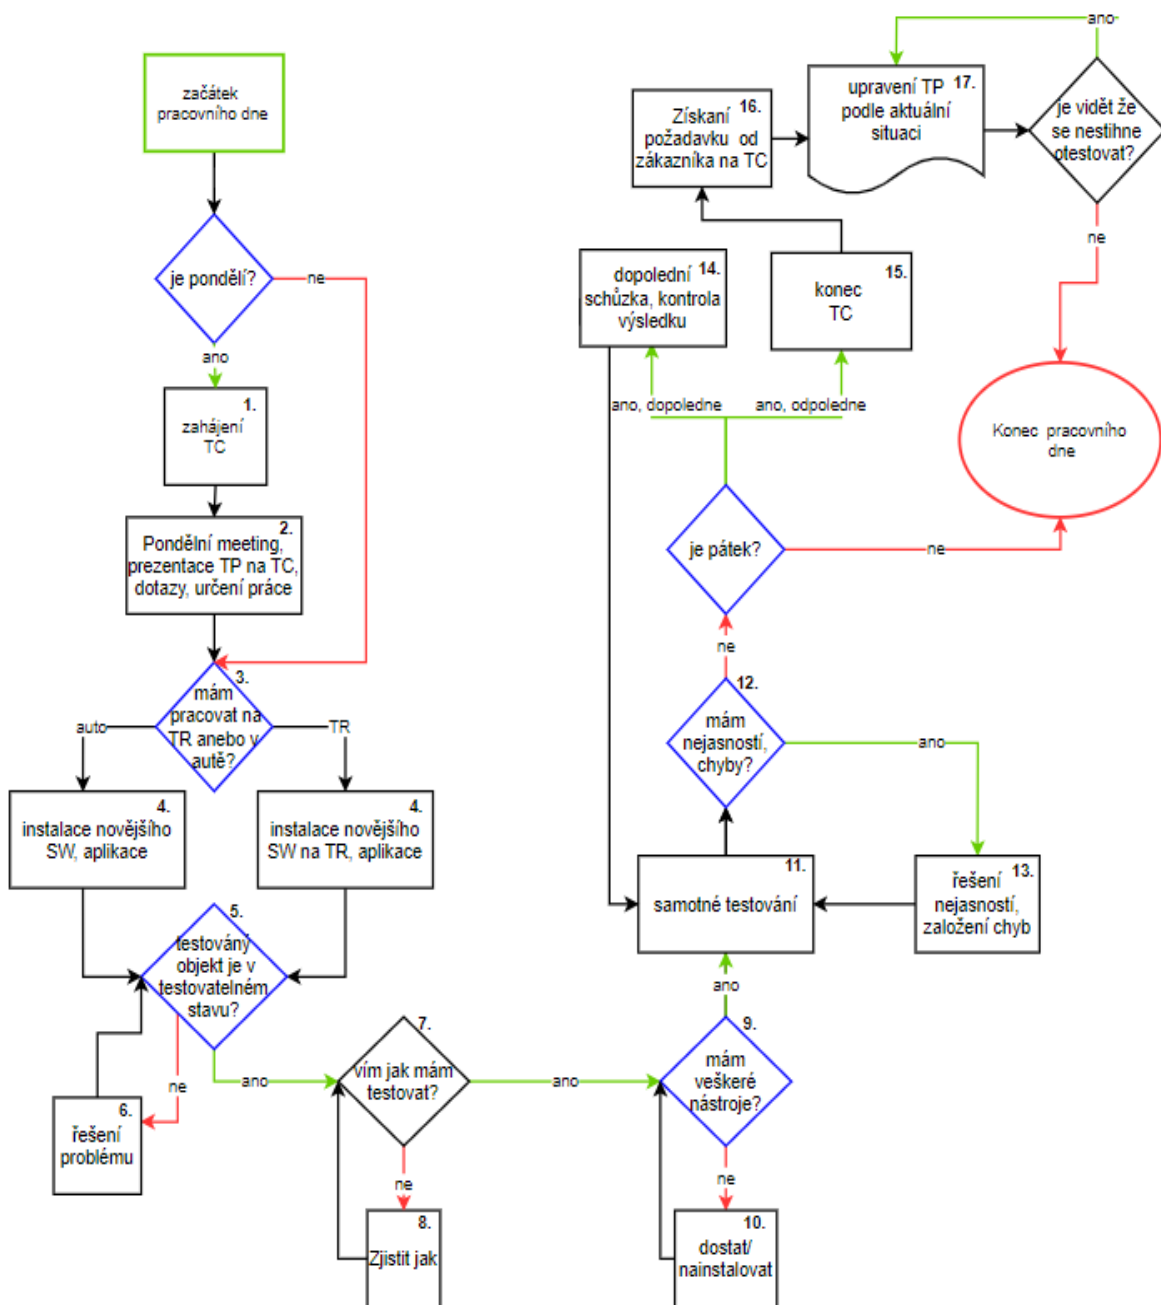 začátek
pracovního dne
je pondělí?
ne
ano
1.
zahájení
TC
2.
Pondělní meeting,
prezentace TP na TC,
dotazy, určení práce
3.
mám
pracovat na
TR anebo v
autě?
auto
TR
4.
instalace novějšího
SW, aplikace
4.
instalace novějšího
SW na TR, aplikace
5.
testováný
objekt je v
testovatelném
stavu?
ne
ano
6.
řešení
problému
7.
vím jak mám
testovat?
ano
ne
8.
Zjistit jak
9.
mám
veškeré
nástroje?
ano
ne
10.
dostat/
nainstalovat
11.
samotné testování
12.
mám
nejasností,
chyby?
ano
ne
13.
řešení
nejasností,
založení chyb
je pátek?
ne
ano, dopoledne
ano, odpoledne
14.
dopolední
schůzka, kontrola
výsledku
15.
konec
TC
16.
Získaní
požadavku od
zákazníka na TC
17.
upravení TP
podle aktuální
situaci
je vidět že
se nestihne
otestovat?
ano
ne
Konec pracovního
dne